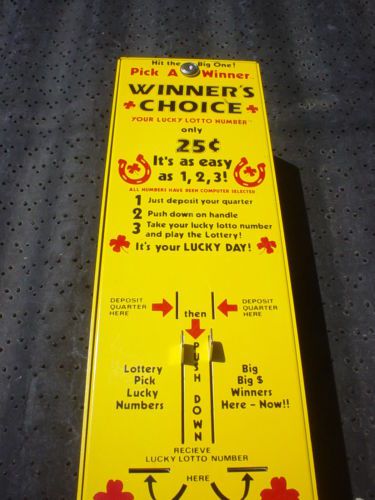 Hit the Big One!
Pick A Winner
WINNER'S
CHOICE
YOUR LUCKY LOTTO NUMBER
only
25¢
It's as easy
as 1, 2, 3!
ALL NUMBERS HAVE BEEN COMPUTER SELECTED
1 Just deposit your quarter
2 Push down on handle
3 Take your lucky lotto number
and play the Lottery!
It's your LUCKY DAY!
DEPOSIT
QUARTER
HERE
then
DEPOSIT
QUARTER
HERE
PUSH DOWN
Lottery
Pick
Lucky
Numbers
Big
Big $
Winners
Here - Now!!
RECIEVE
LUCKY LOTTO NUMBER
HERE